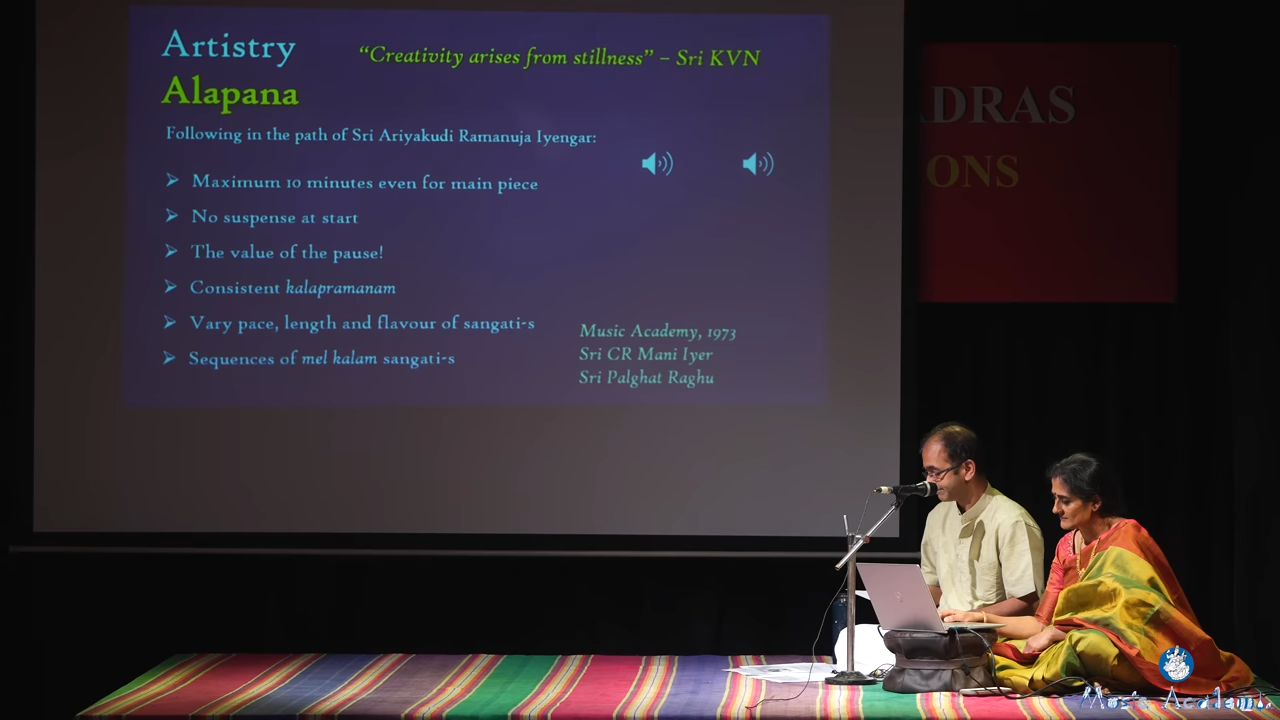 Artistry
“Creativity arises from stillness” – Sri KVN
Alapana
Following in the path of Sri Ariyakudi Ramanuja Iyengar:
➢ Maximum 10 minutes even for main piece
➢ No suspense at start
➢ The value of the pause!
➢ Consistent kalapramanam
➢ Vary pace, length and flavour of sangati-s
➢ Sequences of mel kalam sangati-s
Music Academy, 1973
Sri CR Mani Iyer
Sri Palghat Raghu
DRAS
ONS
Music Academy